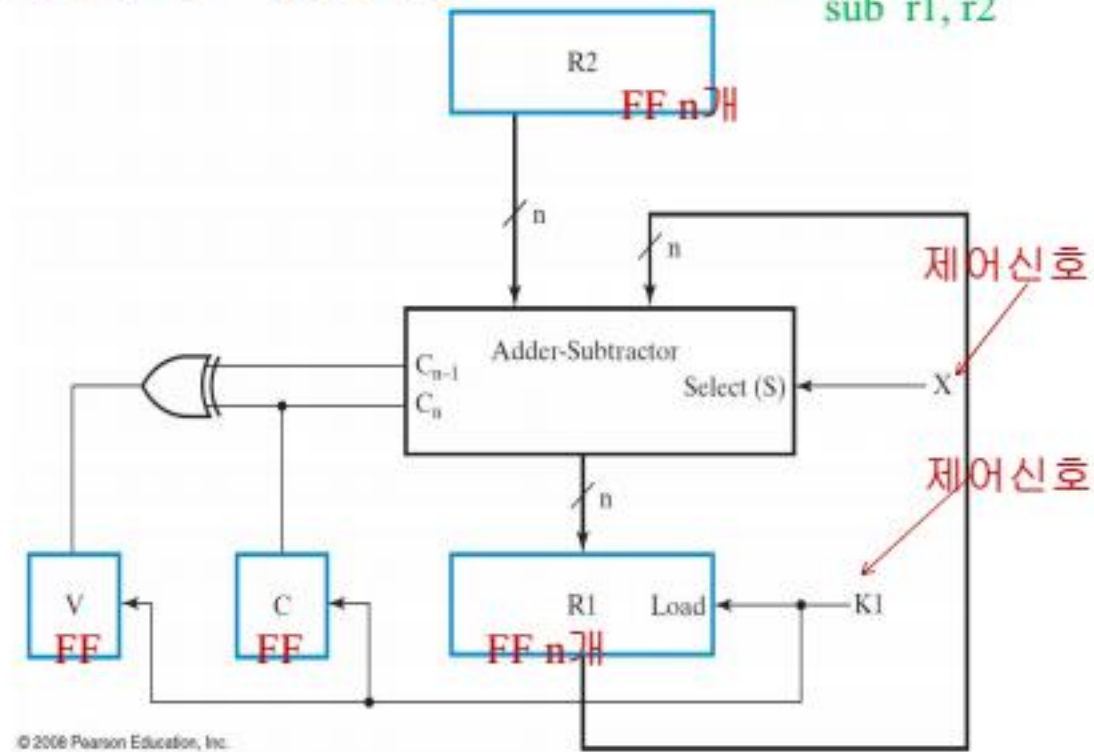 sub r1, r2
R2
FF n개
n
n
제어신호
Adder-Subtractor
Cn-1
Cn
Select (S)
X
제어신호
n
V
FF
C
FF
R1
Load
FF n개
K1
© 2008 Pearson Education, Inc.